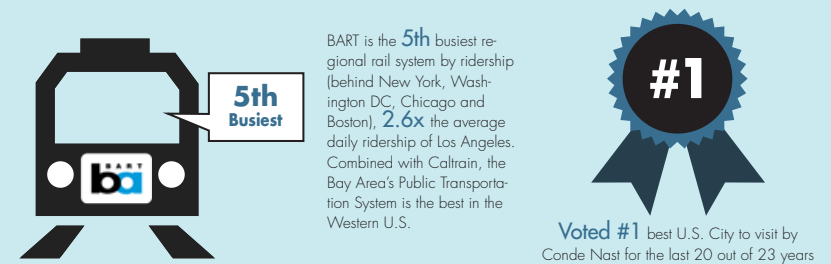 5th
Busiest
BART
ba
BART is the 5th busiest re-
gional rail system by ridership
(behind New York, Wash-
ington DC, Chicago and
Boston), 2.6x the average
daily ridership of Los Angeles.
Combined with Caltrain, the
Bay Area's Public Transporta-
tion System is the best in the
Western U.S.
#1
Voted #1 best U.S. City to visit by
Conde Nast for the last 20 out of 23 years